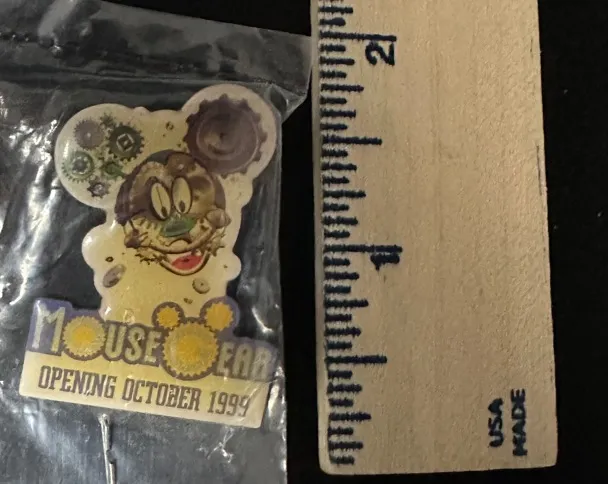 MOUSE GEAR
OPENING OCTOBER 1999
2
1
USA
MADE